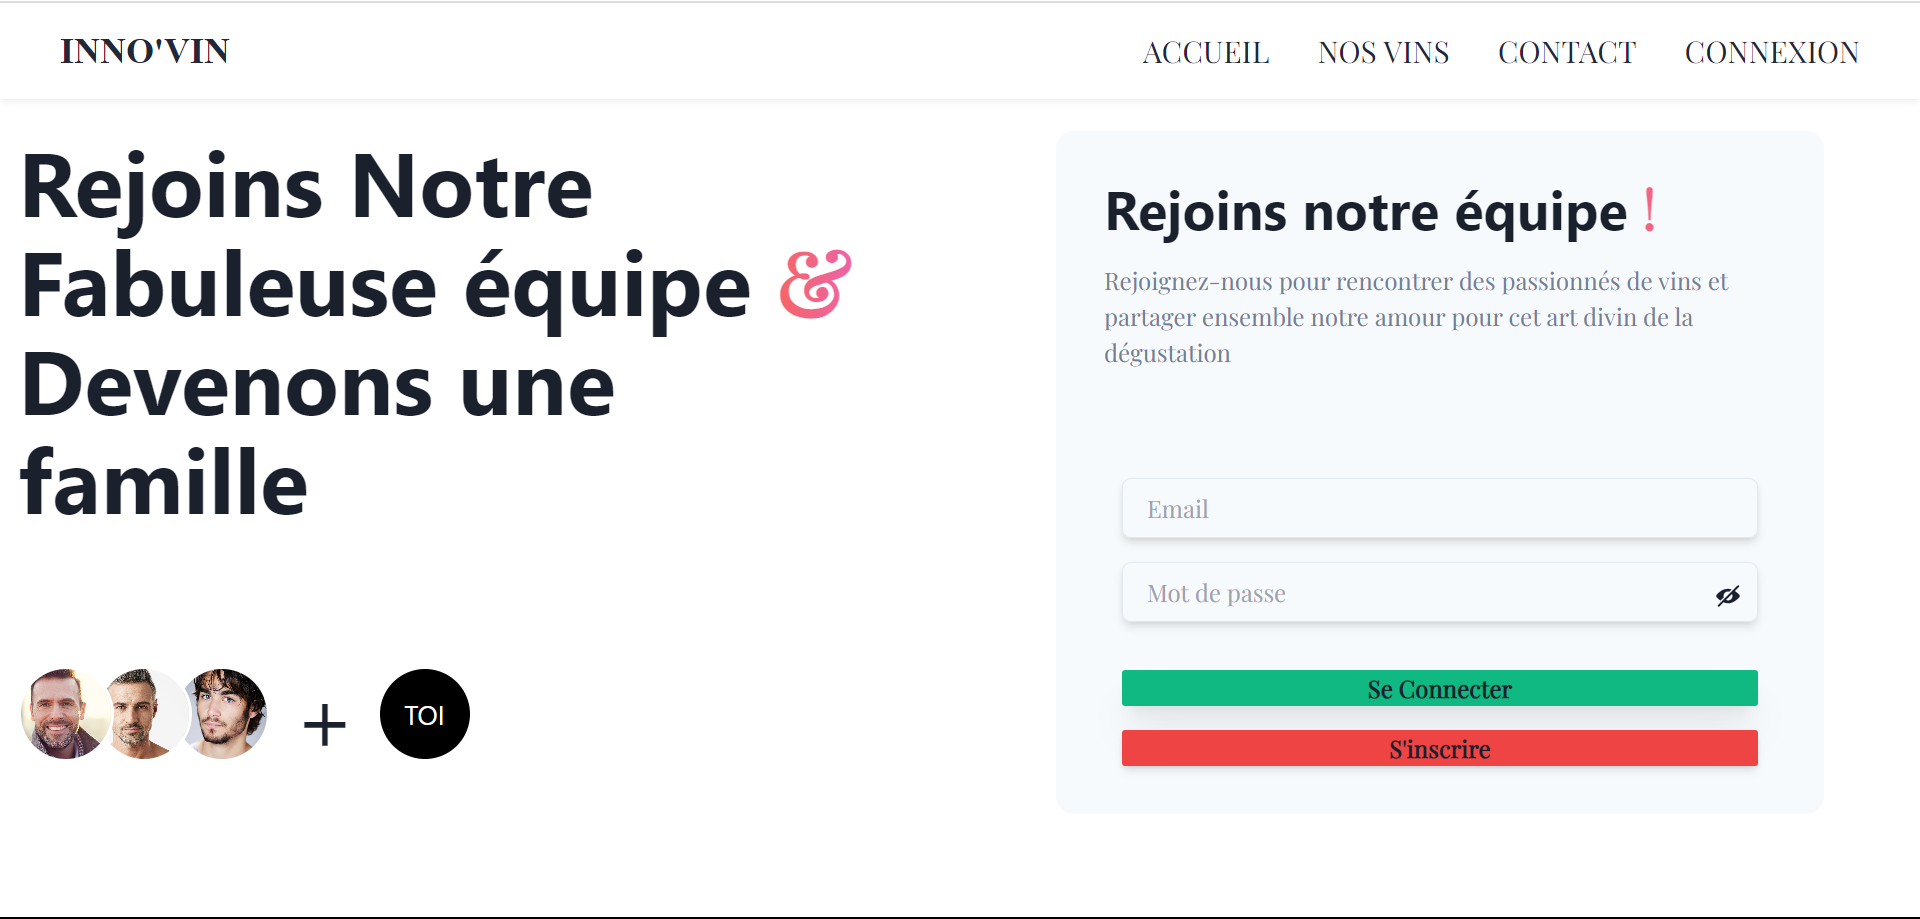 INNO'VIN
ACCUEIL NOS VINS CONTACT CONNEXION
Rejoins Notre
Fabuleuse équipe &
Devenons une
famille
+ TOI
Rejoins notre équipe !
Rejoignez-nous pour rencontrer des passionnés de vins et
partager ensemble notre amour pour cet art divin de la
dégustation
Email
Mot de passe
Se Connecter
S'inscrire